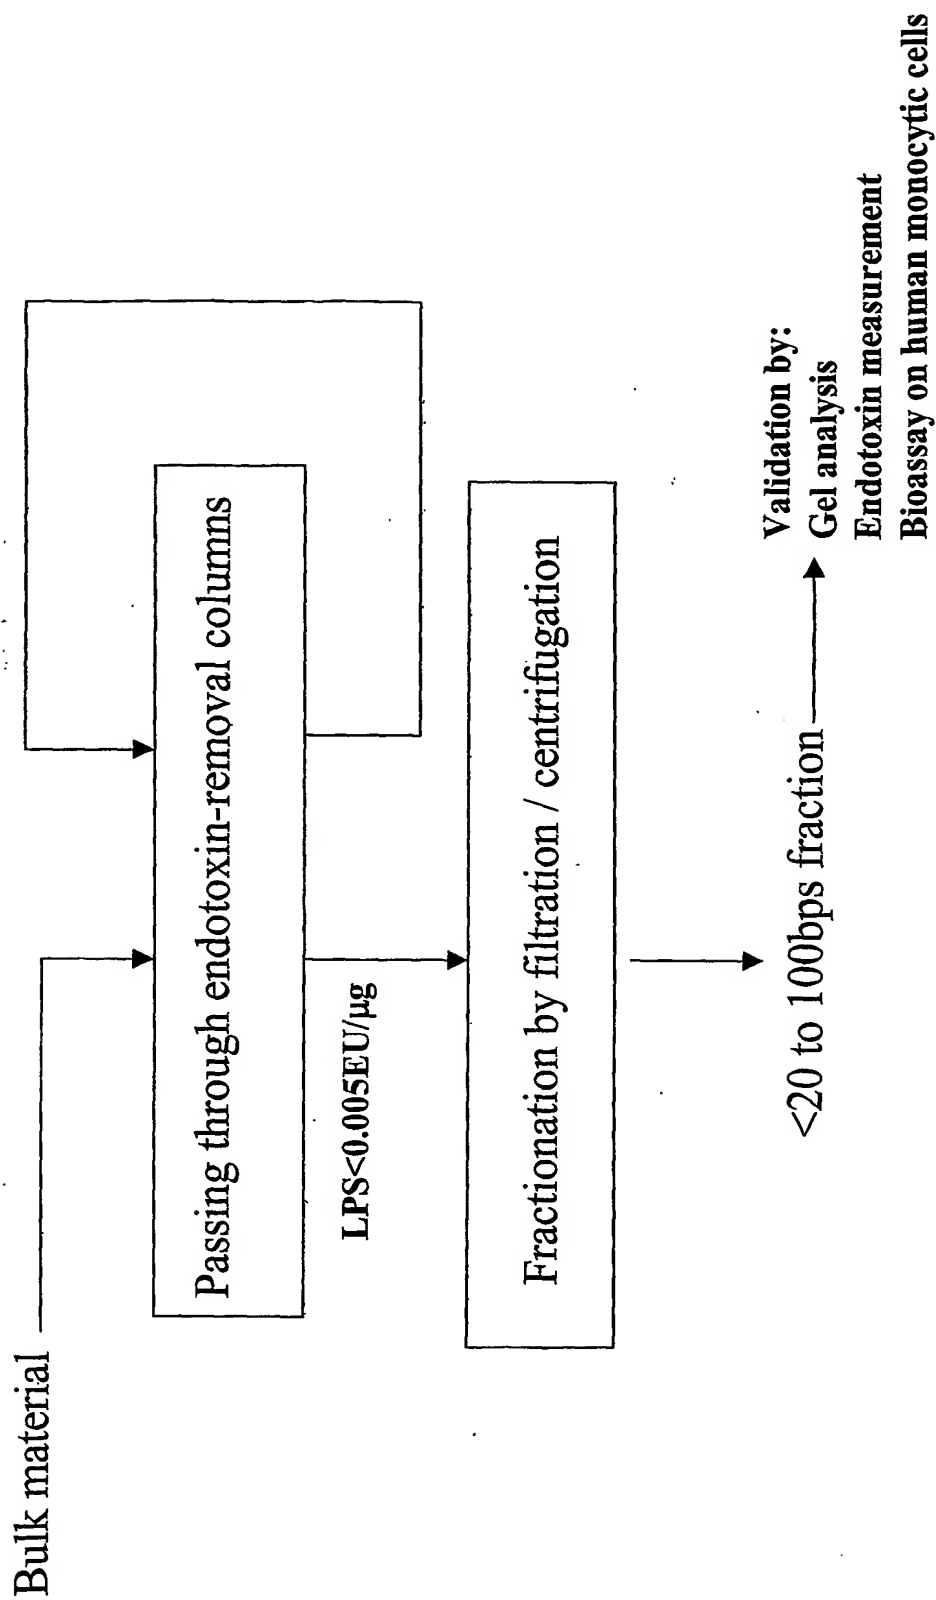 Bulk material
Passing through endotoxin-removal columns
LPS<0.005EU/µg
Fractionation by filtration / centrifugation
<20 to 100bps fraction
Validation by:
Gel analysis
Endotoxin measurement
Bioassay on human monocytic cells